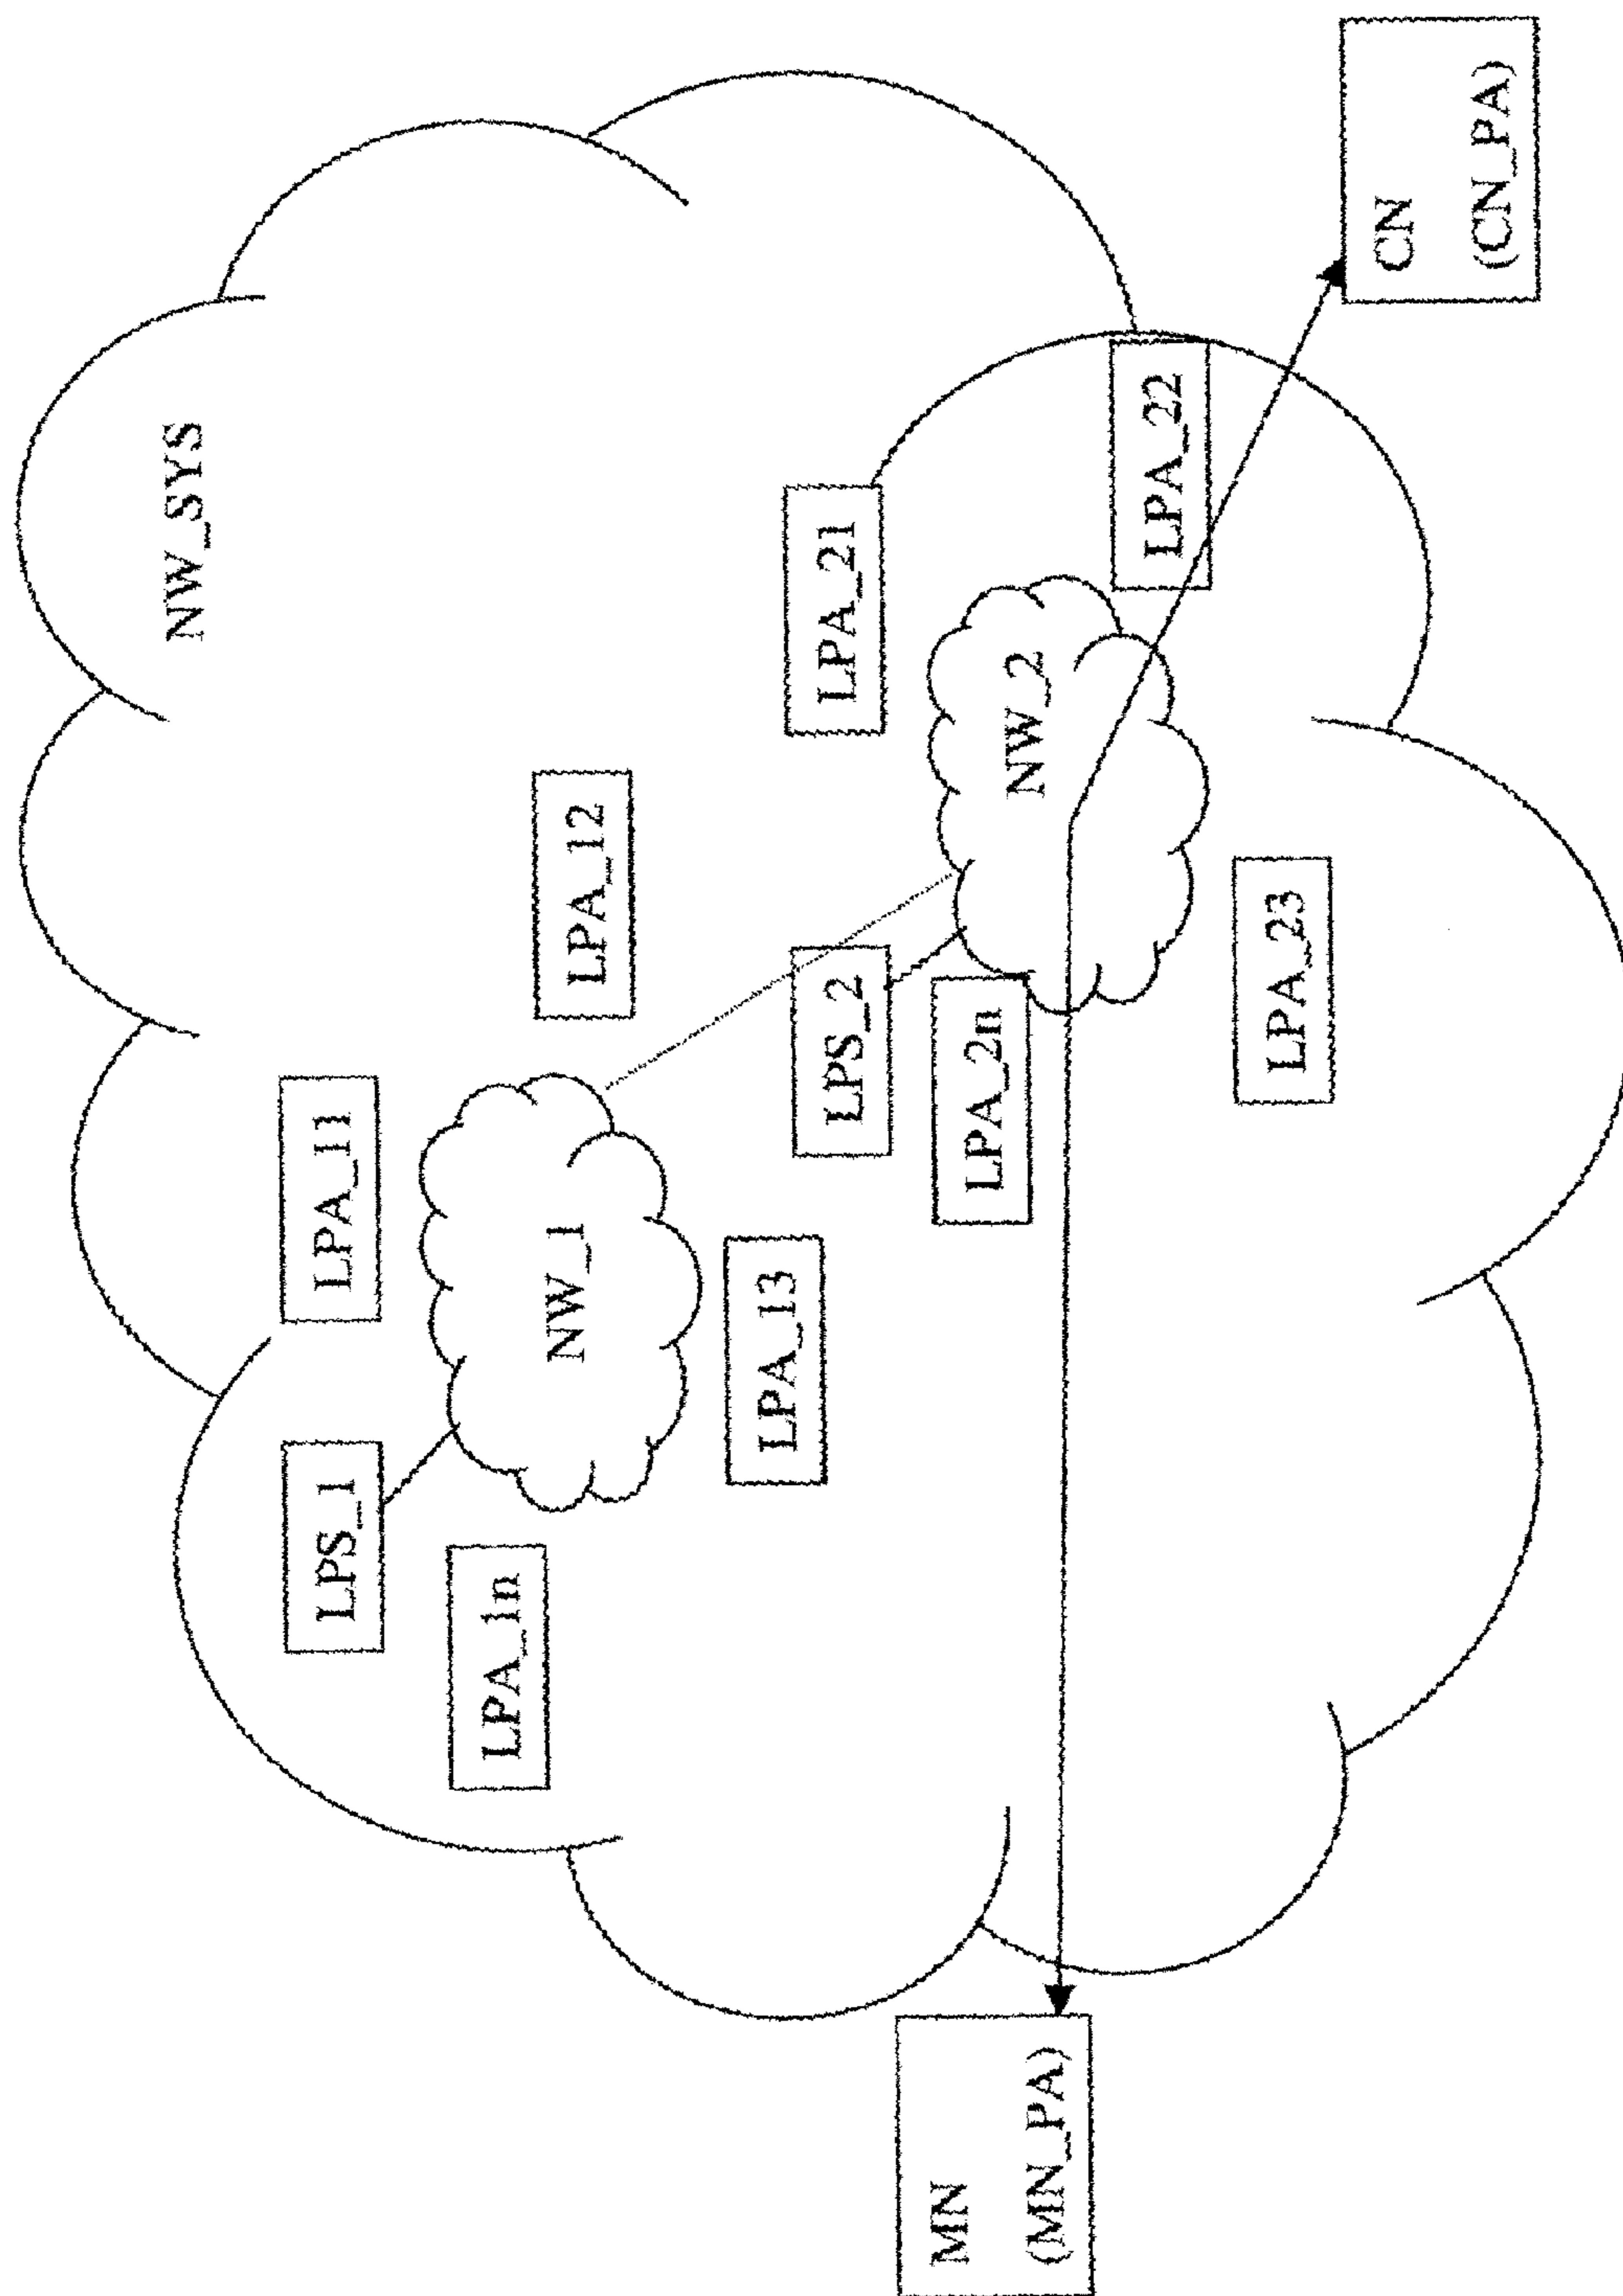 NW_SYS
LPS_1
LPA_11
LPA_1n
NW_1
LPA_12
LPA_13
LPA_21
LPS_2
LPA_2n
NW_2
LPA_22
LPA_23
MN
(MN_PA)
CN
(CN_PA)